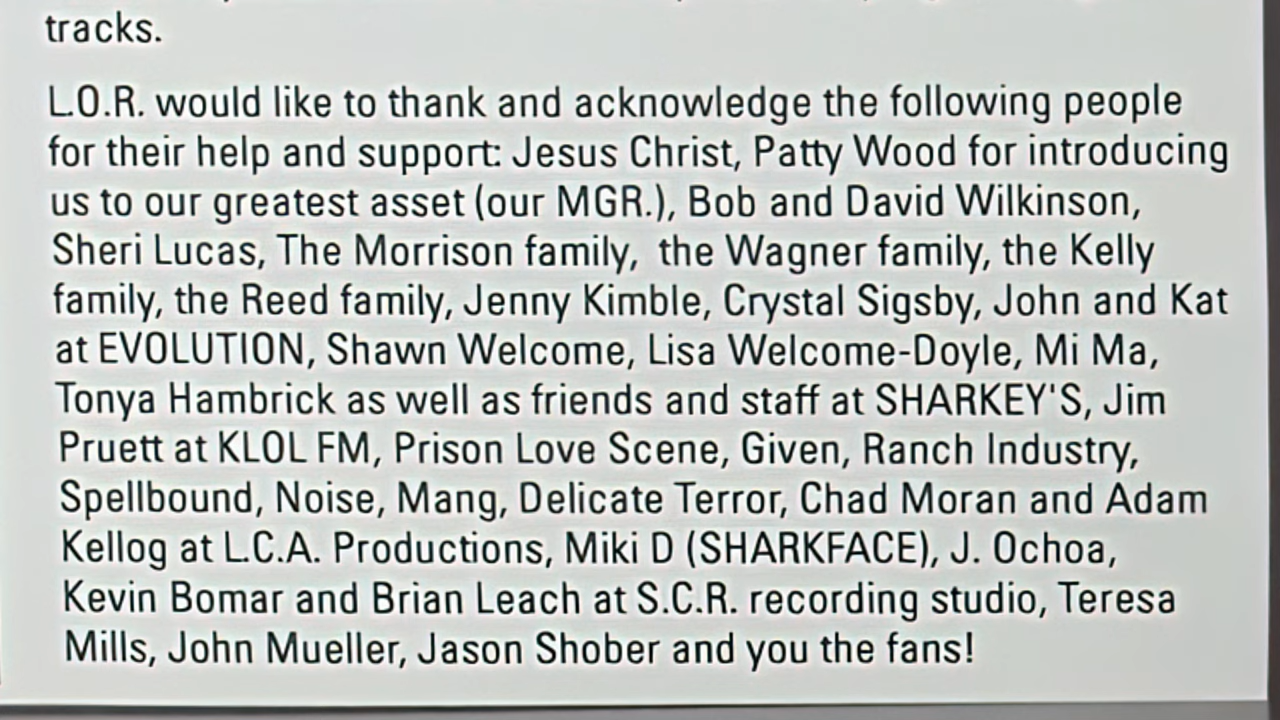 tracks.
L.O.R. would like to thank and acknowledge the following people
for their help and support: Jesus Christ, Patty Wood for introducing
us to our greatest asset (our MGR.), Bob and David Wilkinson,
Sheri Lucas, The Morrison family, the Wagner family, the Kelly
family, the Reed family, Jenny Kimble, Crystal Sigsby, John and Kat
at EVOLUTION, Shawn Welcome, Lisa Welcome-Doyle, Mi Ma,
Tonya Hambrick as well as friends and staff at SHARKEY'S, Jim
Pruett at KLOL FM, Prison Love Scene, Given, Ranch Industry,
Spellbound, Noise, Mang, Delicate Terror, Chad Moran and Adam
Kellog at L.C.A. Productions, Miki D (SHARKFACE), J. Ochoa,
Kevin Bomar and Brian Leach at S.C.R. recording studio, Teresa
Mills, John Mueller, Jason Shober and you the fans!